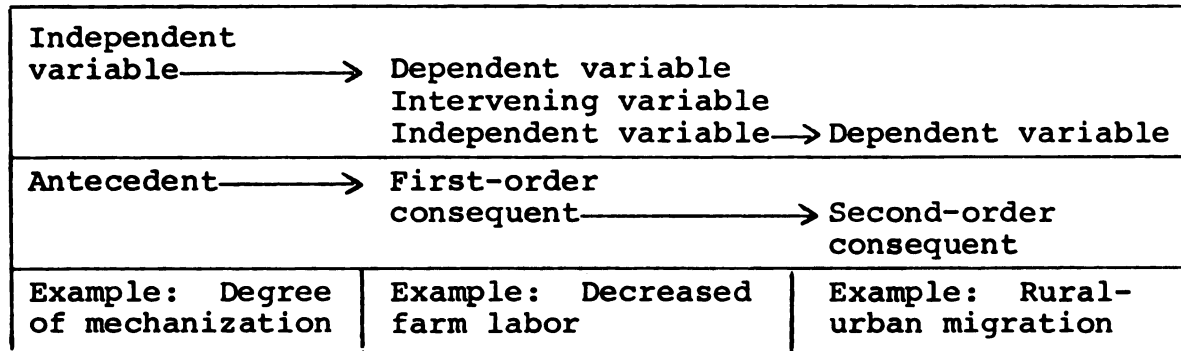 Independent
variable → Dependent variable
Intervening variable
Independent variable → Dependent variable
Antecedent → First-order
consequent → Second-order
consequent
Example: Degree
of mechanization
Example: Decreased
farm labor
Example: Rural-
urban migration